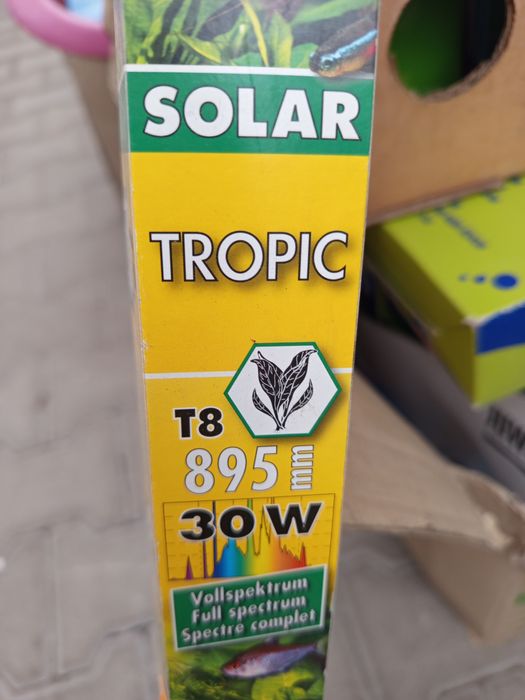 SOLAR
TROPIC
T8
895 mm
30 W
Vollspektrum
Full spectrum
Spectre complet